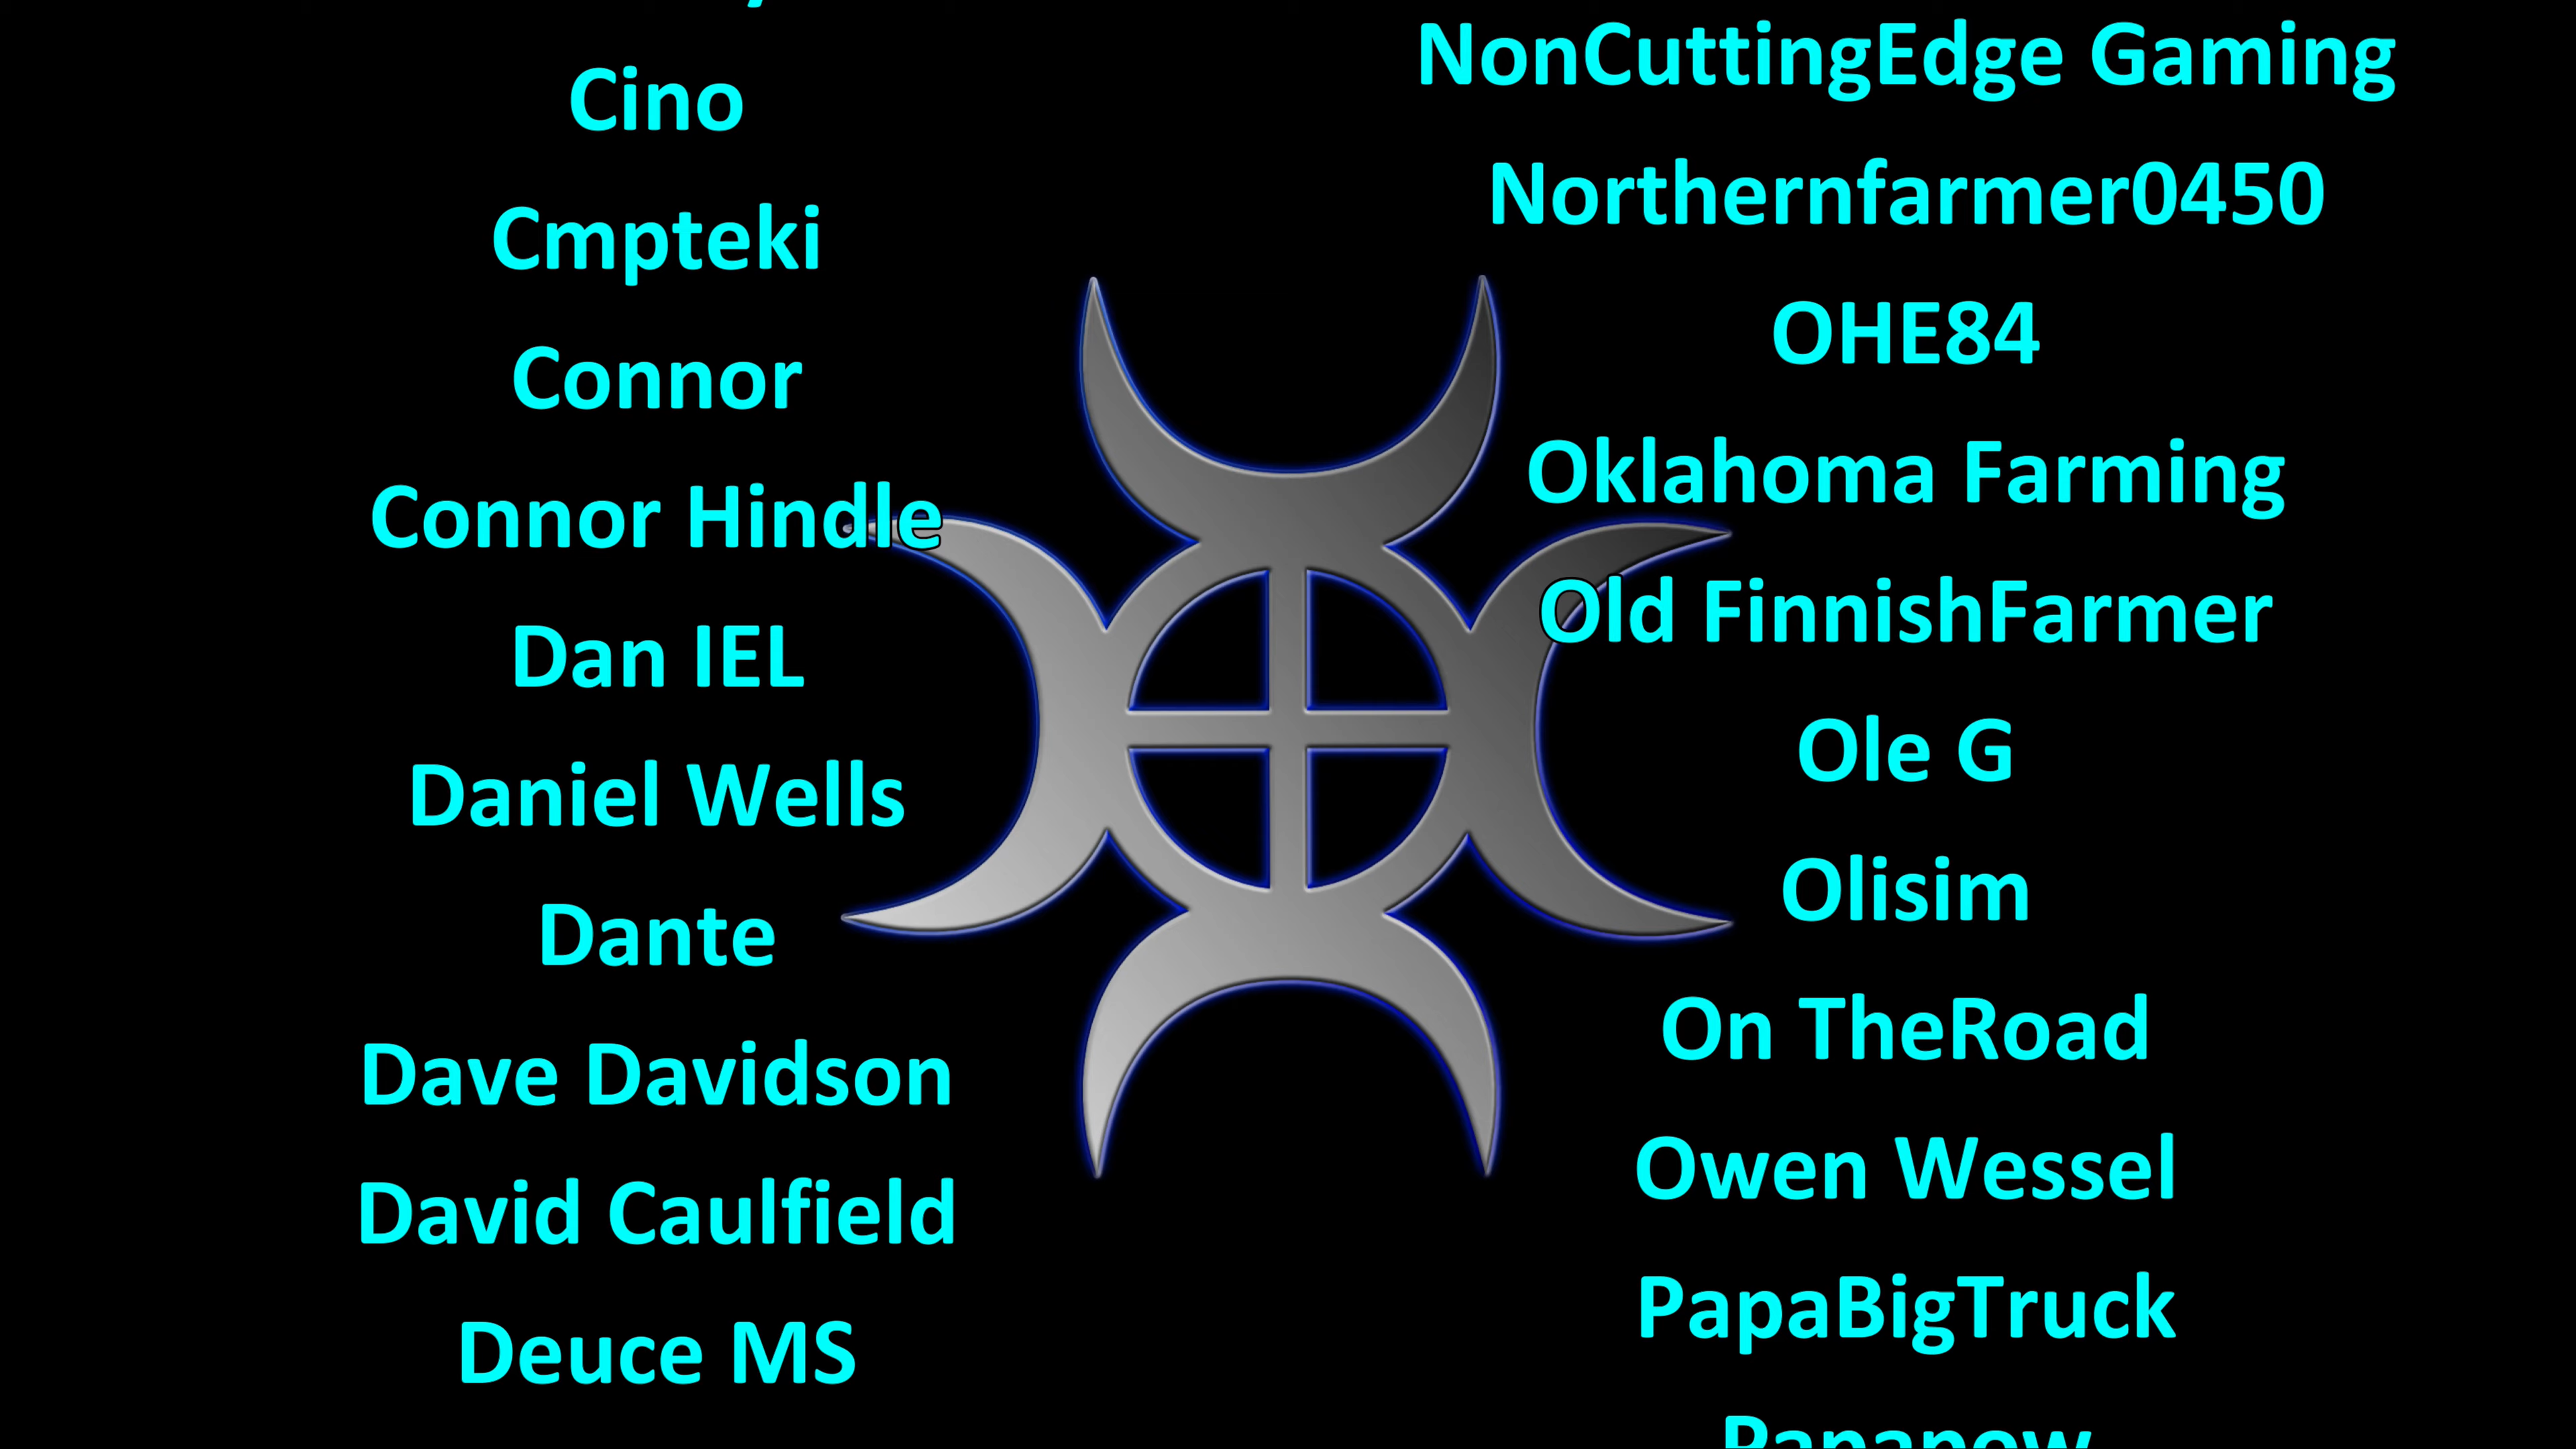 Cino
Cmpteki
Connor
Connor Hindle
Dan IEL
Daniel Wells
Dante
Dave Davidson
David Caulfield
Deuce MS
NonCuttingEdge Gaming
Northernfarmer0450
OHE84
Oklahoma Farming
Old FinnishFarmer
Ole G
Olisim
On TheRoad
Owen Wessel
PapaBigTruck